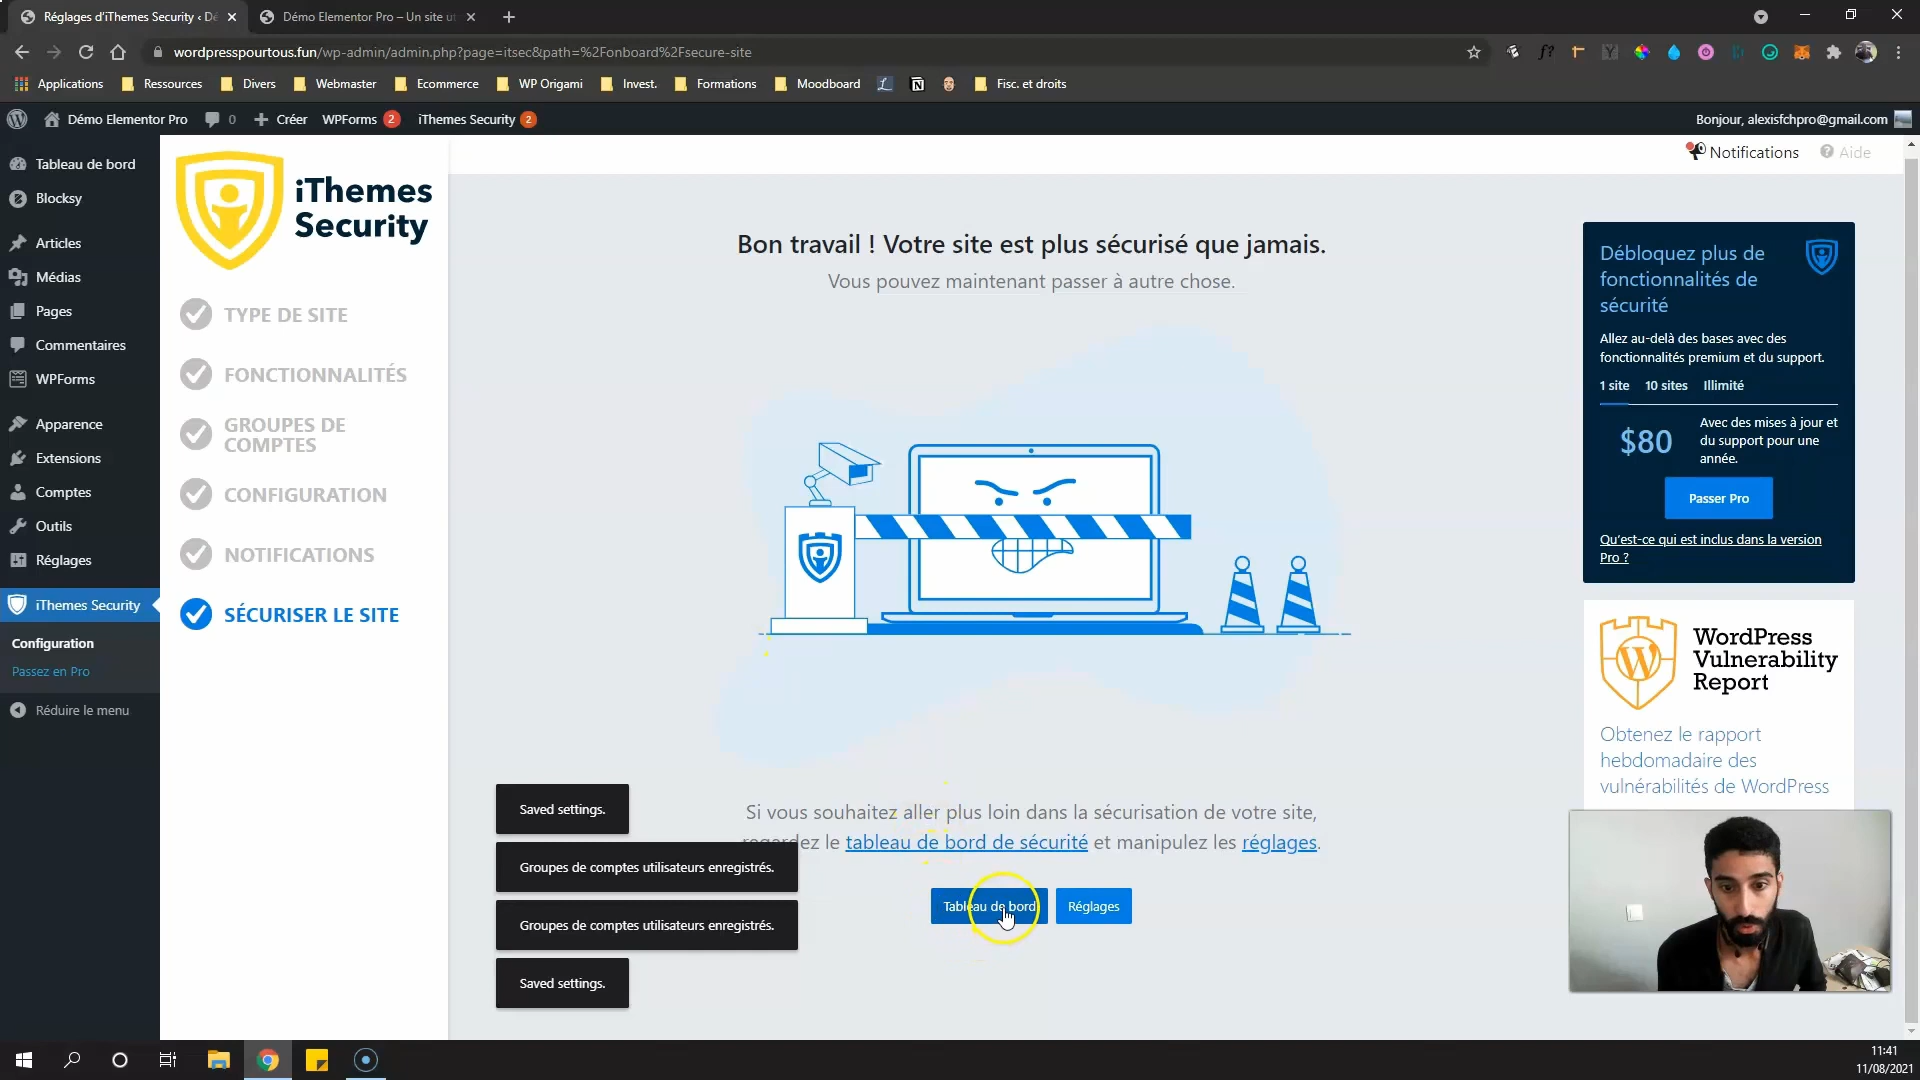 Réglages d'iThemes Security ‹ Dé
Démo Elementor Pro – Un site ut
wordpresspourtous.fun/wp-admin/admin.php?page=itsec&path=%2Fonboard%2Fsecure-site
Applications
Ressources
Divers
Webmaster
Ecommerce
WP Origami
Invest.
Formations
Moodboard
Fisc. et droits
Démo Elementor Pro
0
Créer
WPForms 2
iThemes Security 2
Bonjour, alexisfchpro@gmail.com
Tableau de bord
Blocksy
Articles
Médias
Pages
Commentaires
WPForms
Apparence
Extensions
Comptes
Outils
Réglages
iThemes Security
Configuration
Passez en Pro
Réduire le menu
iThemes
Security
TYPE DE SITE
FONCTIONNALITÉS
GROUPES DE
COMPTES
CONFIGURATION
NOTIFICATIONS
SÉCURISER LE SITE
Notifications
Aide
Bon travail ! Votre site est plus sécurisé que jamais.
Vous pouvez maintenant passer à autre chose.
Si vous souhaitez aller plus loin dans la sécurisation de votre site,
regardez le tableau de bord de sécurité et manipulez les réglages.
Tableau de bord
Réglages
Saved settings.
Groupes de comptes utilisateurs enregistrés.
Groupes de comptes utilisateurs enregistrés.
Saved settings.
Débloquez plus de
fonctionnalités de
sécurité
Allez au-delà des bases avec des
fonctionnalités premium et du support.
1 site
10 sites
Illimité
$80
Avec des mises à jour et
du support pour une
année.
Passer Pro
Qu'est-ce qui est inclus dans la version
Pro ?
WordPress
Vulnerability
Report
Obtenez le rapport
hebdomadaire des
vulnérabilités de WordPress
11:41
11/08/2021